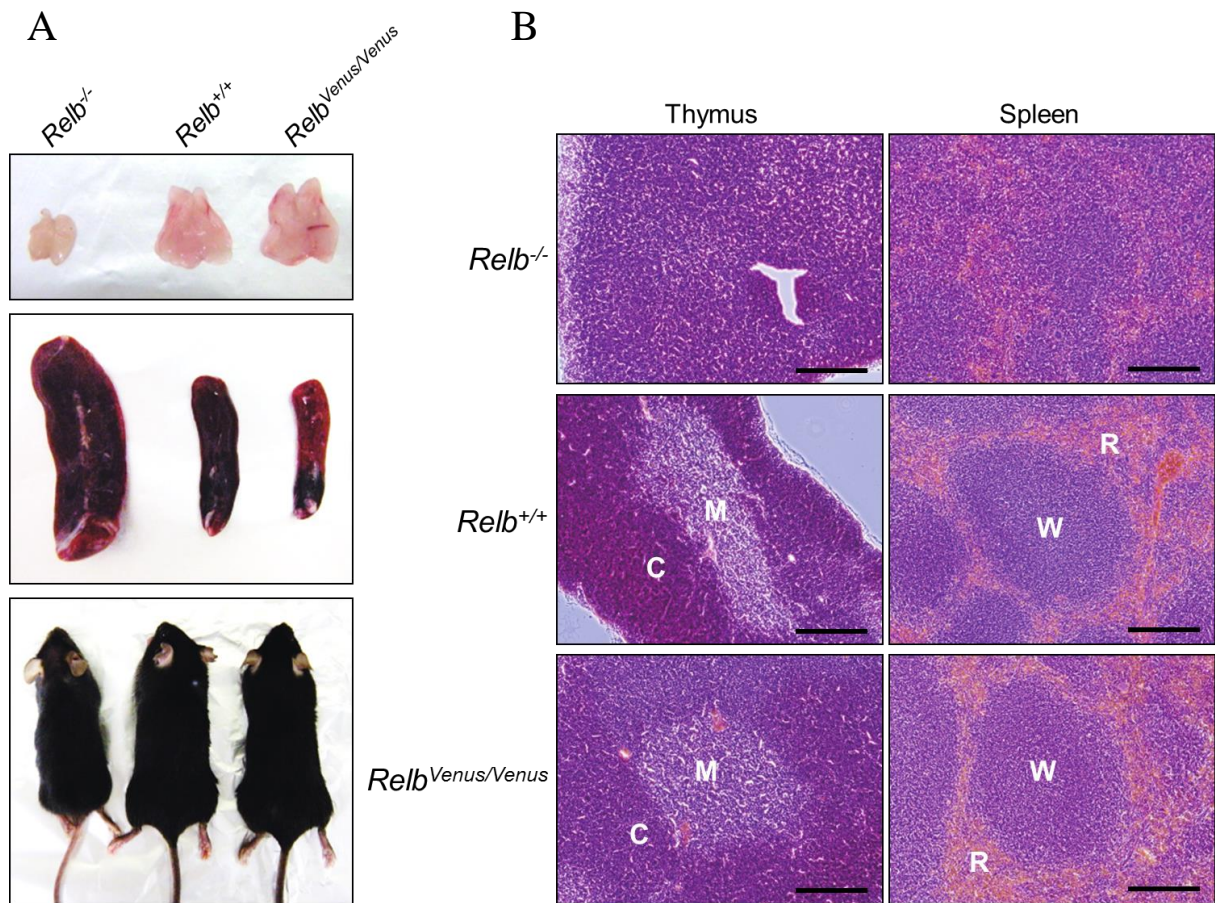 A
B
Relb-/-
Relb+/+
RelbVenus/Venus
Thymus
Spleen
Relb-/-
Relb+/+
M
C
R
W
RelbVenus/Venus
M
C
W
R